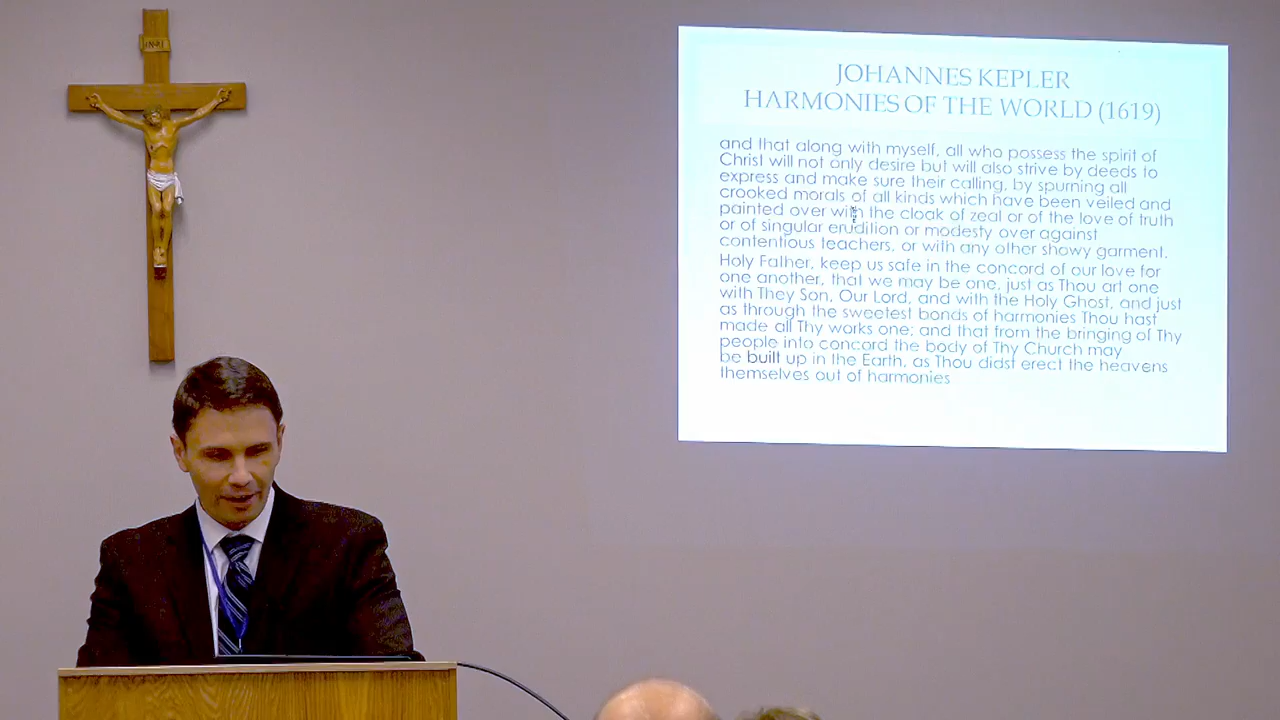 INRI
JOHANNES KEPLER
HARMONIES OF THE WORLD (1619)
and that along with myself, all who possess the spirit of
Christ will not only desire but will also strive by deeds to
express and make sure their calling, by spurning all
crooked morals of all kinds which have been veiled and
painted over with the cloak of zeal or of the love of truth
or of singular erudition or modesty over against
contentious teachers, or with any other showy garment.
Holy Father, keep us safe in the concord of our love for
one another, that we may be one, just as Thou art one
with They Son, Our Lord, and with the Holy Ghost, and just
as through the sweetest bonds of harmonies Thou hast
made all Thy works one; and that from the bringing of Thy
people into concord the body of Thy Church may
be built up in the Earth, as Thou didst erect the heavens
themselves out of harmonies